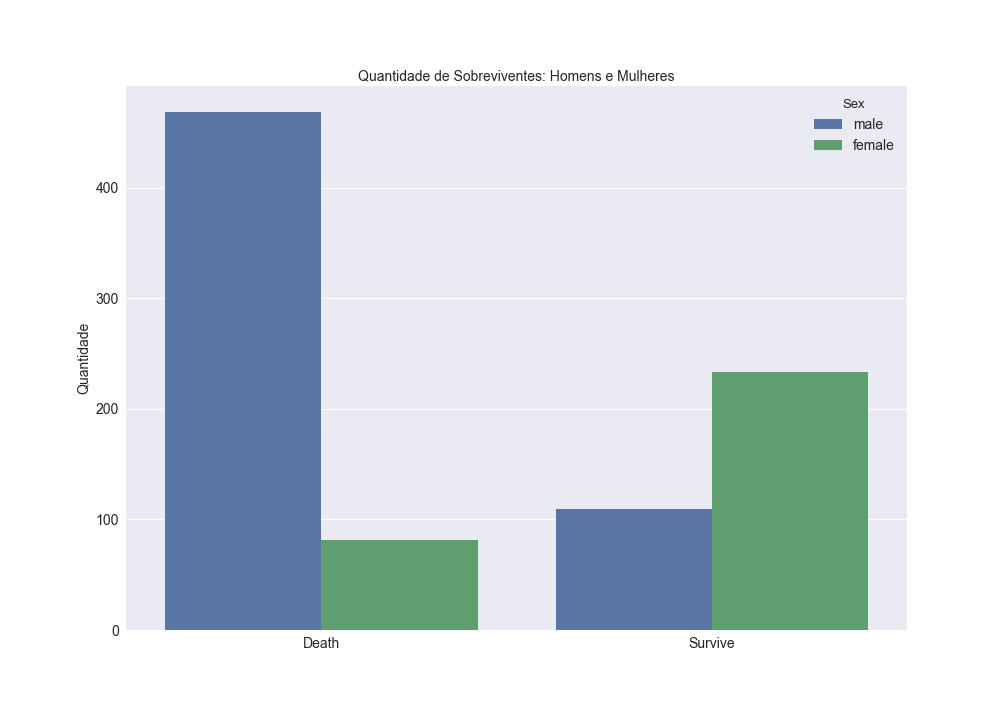 Quantidade de Sobreviventes: Homens e Mulheres
Sex
male
female
Quantidade
400
300
200
100
0
Death
Survive